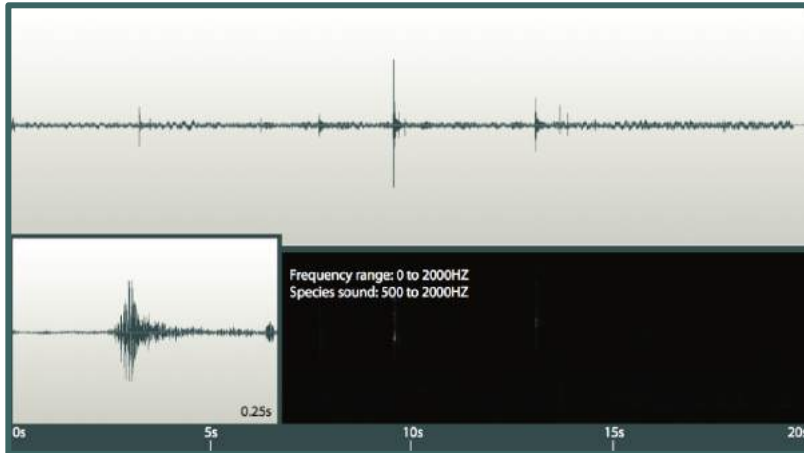 Frequency range: 0 to 2000HZ
Species sound: 500 to 2000HZ
0.25s
0s 5s 10s 15s 20s